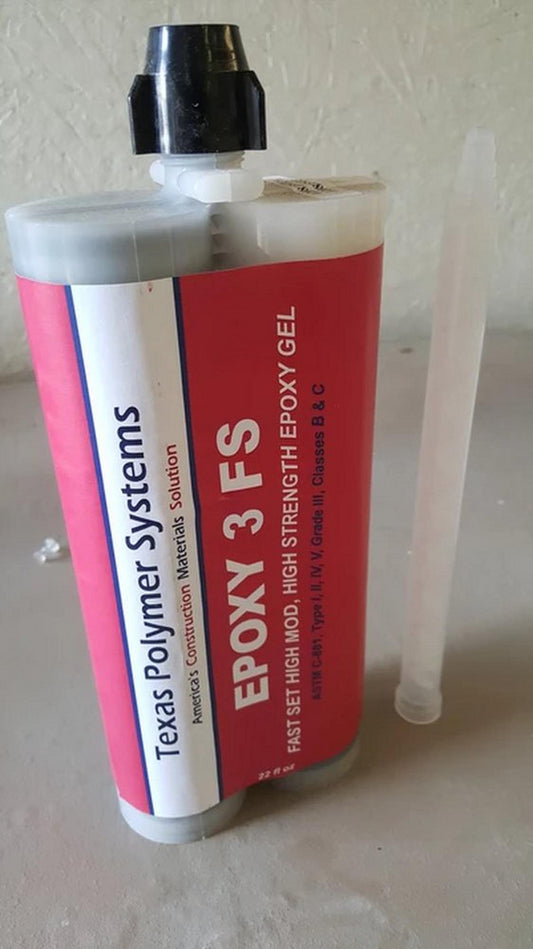 Texas Polymer Systems
America's Construction Materials Solution
EPOXY 3 FS
FAST SET HIGH MOD, HIGH STRENGTH EPOXY GEL
ASTM C-881, Type I, II, IV, V, Grade III, Classes B & C
22 fl oz